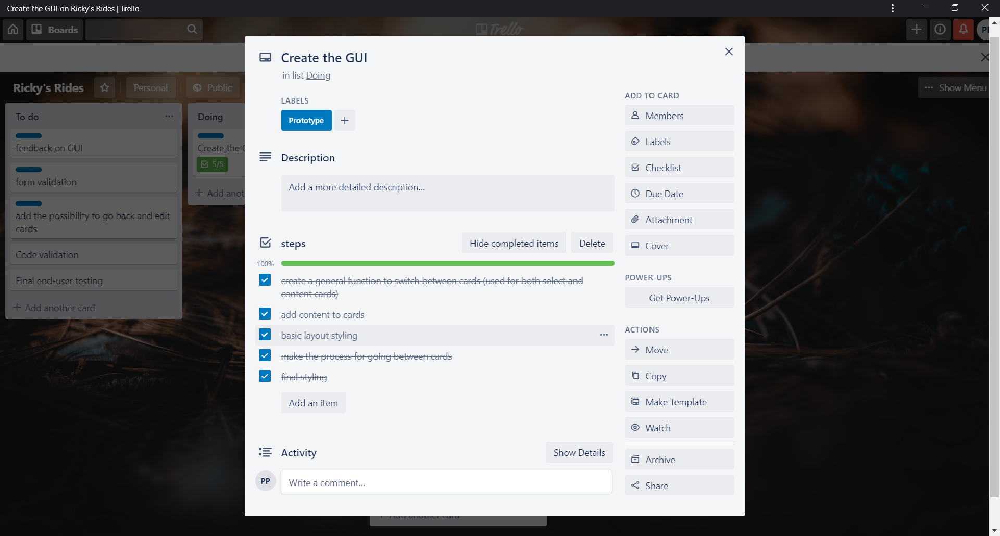 Create the GUI on Ricky's Rides | Trello
Boards
Trello
Ricky's Rides
Personal
Public
Show Menu
To do
feedback on GUI
form validation
add the possibility to go back and edit
cards
Code validation
Final end-user testing
Add another card
Doing
Create the
5/5
Create the GUI
in list Doing
LABELS
Prototype
Description
Add a more detailed description...
steps
Hide completed items
Delete
100%
create a general function to switch between cards (used for both select and
content cards)
add content to cards
basic layout styling
make the process for going between cards
final styling
Add an item
Activity
Show Details
PP
Write a comment...
ADD TO CARD
Members
Labels
Checklist
Due Date
Attachment
Cover
POWER-UPS
Get Power-Ups
ACTIONS
Move
Copy
Make Template
Watch
Archive
Share
Add another card